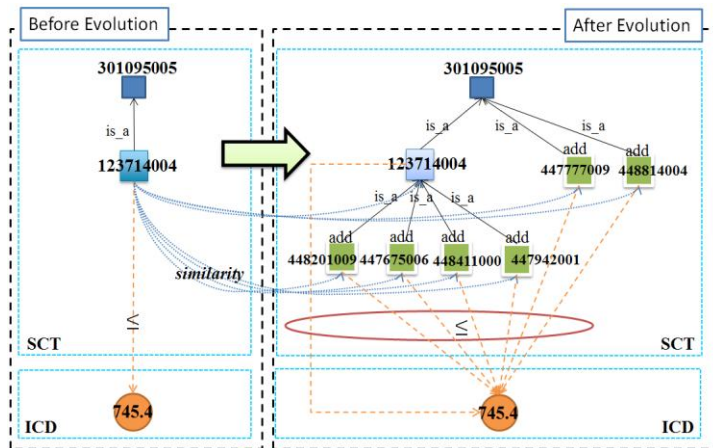 Before Evolution
After Evolution
301095005
is_a
123714004
similarity
≤
SCT
745.4
ICD
301095005
is_a
is_a
is_a
add
add
123714004
447777009
448814004
is_a
is_a
is_a
is_a
add
add
add
add
448201009
447675006
448411000
447942001
≤
SCT
745.4
ICD